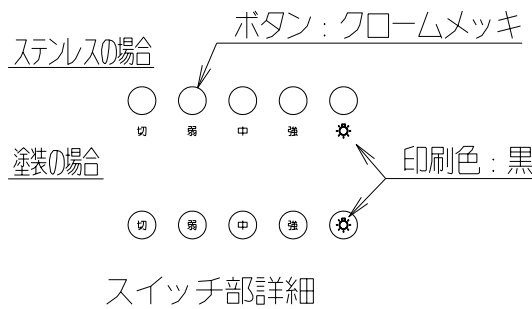 ボタン：クロームメッキ
ステンレスの場合
切 弱 中 強
塗装の場合
印刷色：黒
切 弱 中 強
スイッチ部詳細